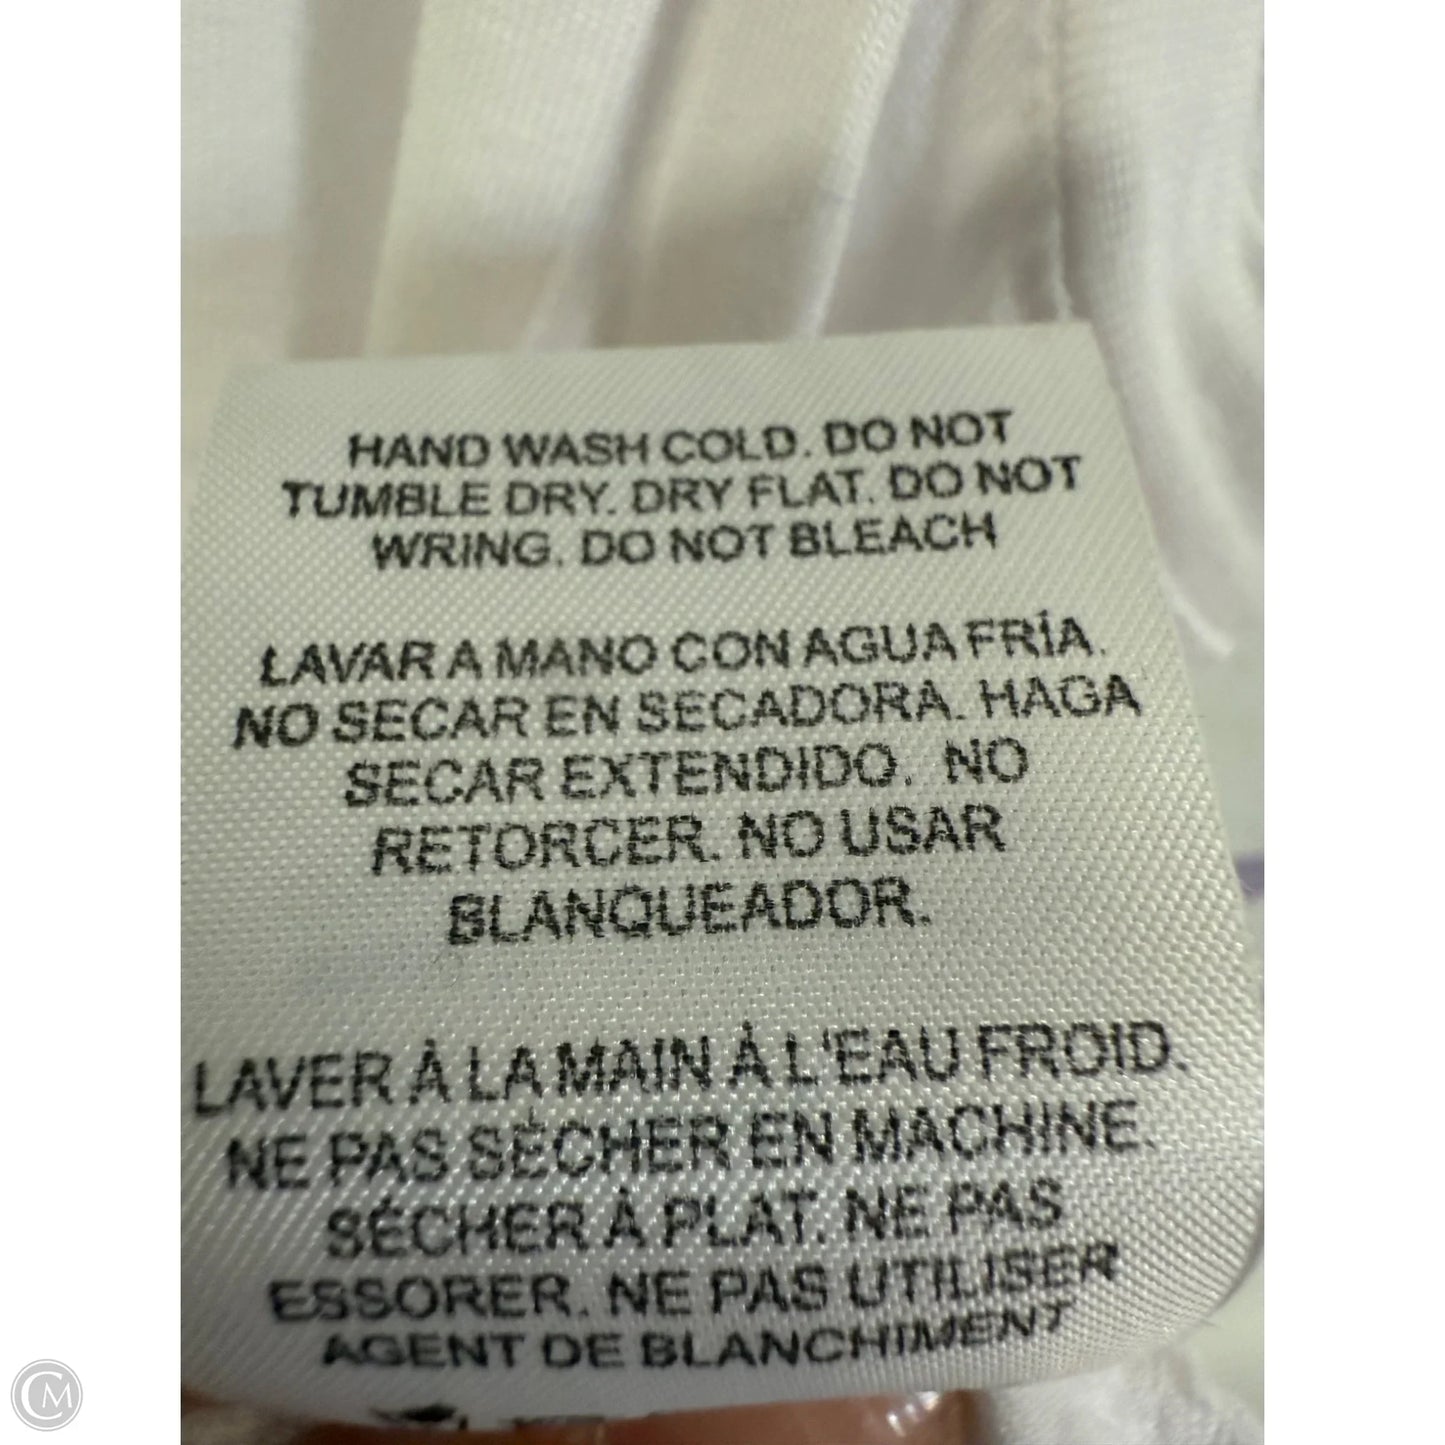 HAND WASH COLD. DO NOT
TUMBLE DRY. DRY FLAT. DO NOT
WRING. DO NOT BLEACH
LAVAR A MANO CON AGUA FRÍA.
NO SECAR EN SECADORA. HAGA
SECAR EXTENDIDO. NO
RETORCER. NO USAR
BLANQUEADOR.
LAVER À LA MAIN À L'EAU FROID.
NE PAS SÉCHER EN MACHINE.
SÉCHER À PLAT. NE PAS
ESSORER. NE PAS UTILISER
AGENT DE BLANCHIMENT
CM